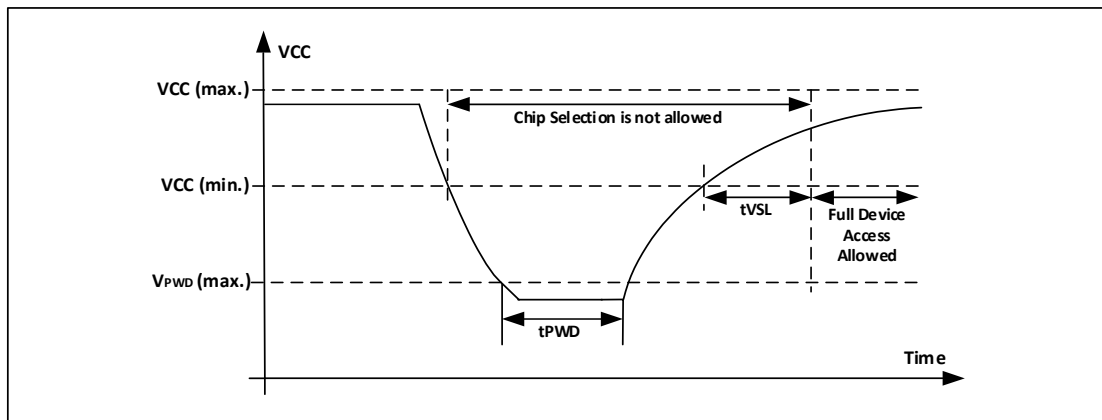 VCC
VCC (max.)
Chip Selection is not allowed
VCC (min.)
tVSL
Full Device
Access
Allowed
VPWD (max.)
tPWD
Time